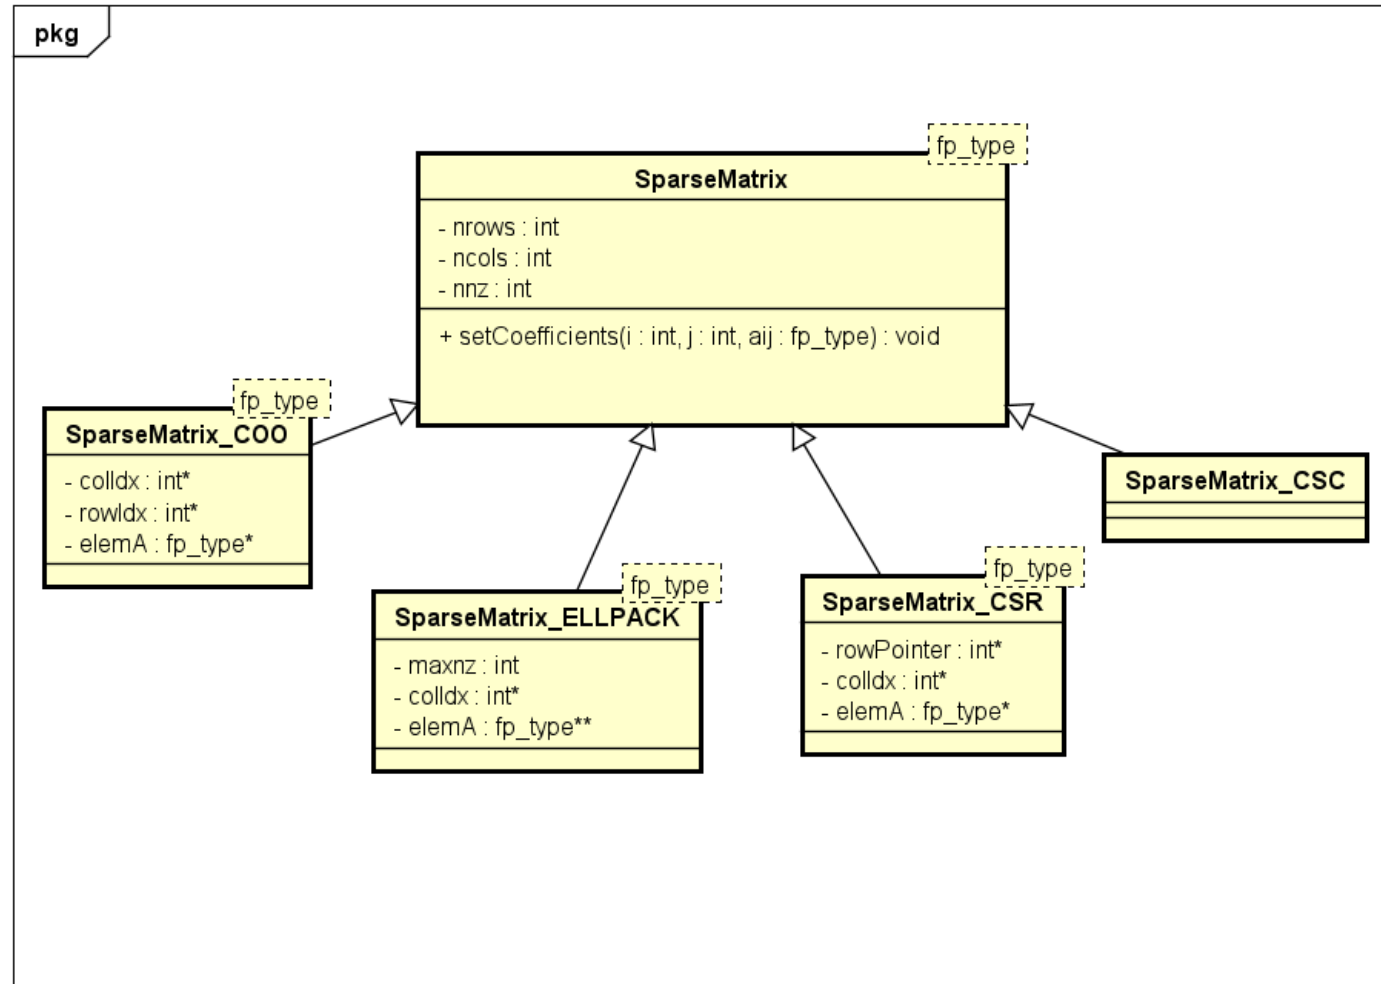 pkg
fp_type
SparseMatrix
- nrows : int
- ncols : int
- nnz : int
+ setCoefficients(i : int, j : int, aij : fp_type) : void
fp_type
SparseMatrix_COO
- colIdx : int*
- rowIdx : int*
- elemA : fp_type*
fp_type
SparseMatrix_ELLPACK
- maxnz : int
- colIdx : int*
- elemA : fp_type**
fp_type
SparseMatrix_CSR
- rowPointer : int*
- colIdx : int*
- elemA : fp_type*
SparseMatrix_CSC